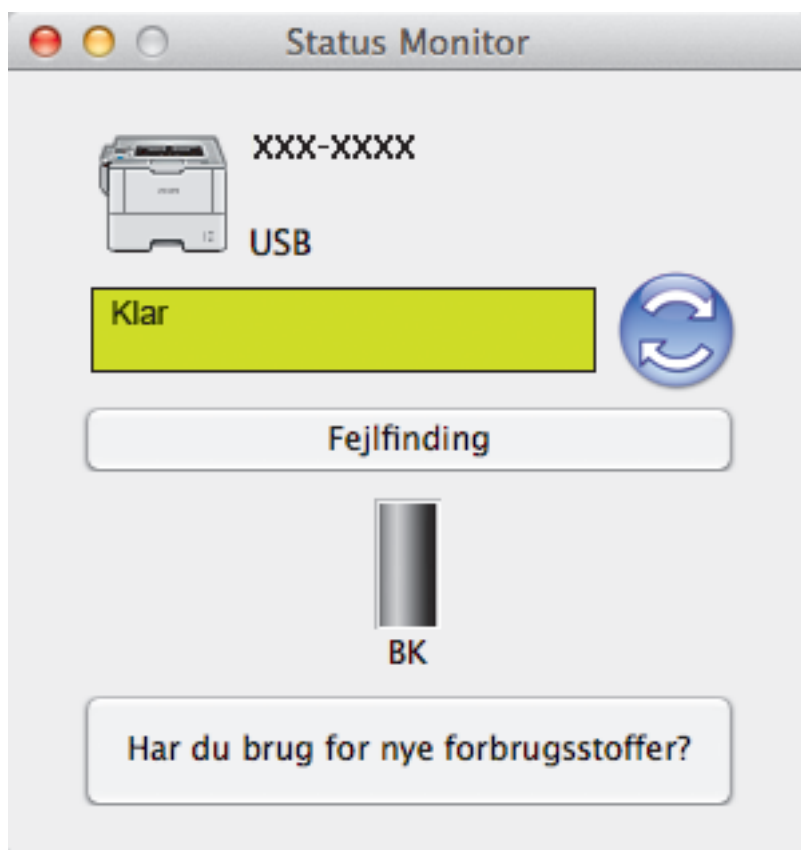 Status Monitor
XXX-XXXX
USB
Klar
Fejlfinding
BK
Har du brug for nye forbrugsstoffer?